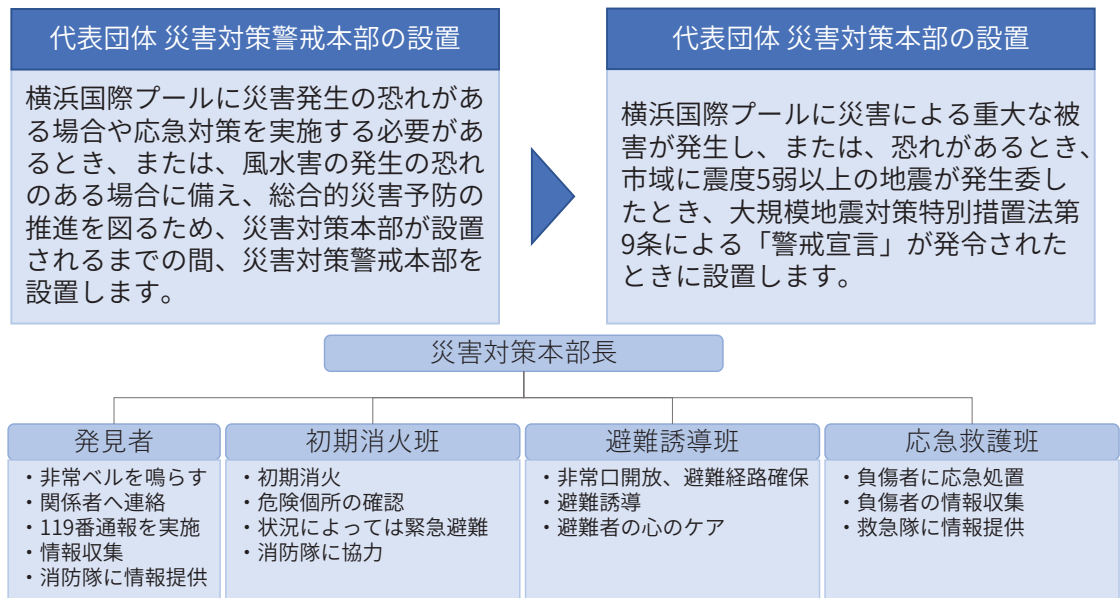 代表団体 災害対策警戒本部の設置
横浜国際プールに災害発生の恐れがあ
る場合や応急対策を実施する必要があ
るとき、または、風水害の発生の恐れ
のある場合に備え、総合的災害予防の
推進を図るため、災害対策本部が設置
されるまでの間、災害対策警戒本部を
設置します。
代表団体 災害対策本部の設置
横浜国際プールに災害による重大な被
害が発生し、または、恐れがあるとき、
市域に震度5弱以上の地震が発生委し
たとき、大規模地震対策特別措置法第
9条による「警戒宣言」が発令された
ときに設置します。
災害対策本部長
発見者
・非常ベルを鳴らす
・関係者へ連絡
・119番通報を実施
・情報収集
・消防隊に情報提供
初期消火班
・初期消火
・危険個所の確認
・状況によっては緊急避難
・消防隊に協力
避難誘導班
・非常口開放、避難経路確保
・避難誘導
・避難者の心のケア
応急救護班
・負傷者に応急処置
・負傷者の情報収集
・救急隊に情報提供